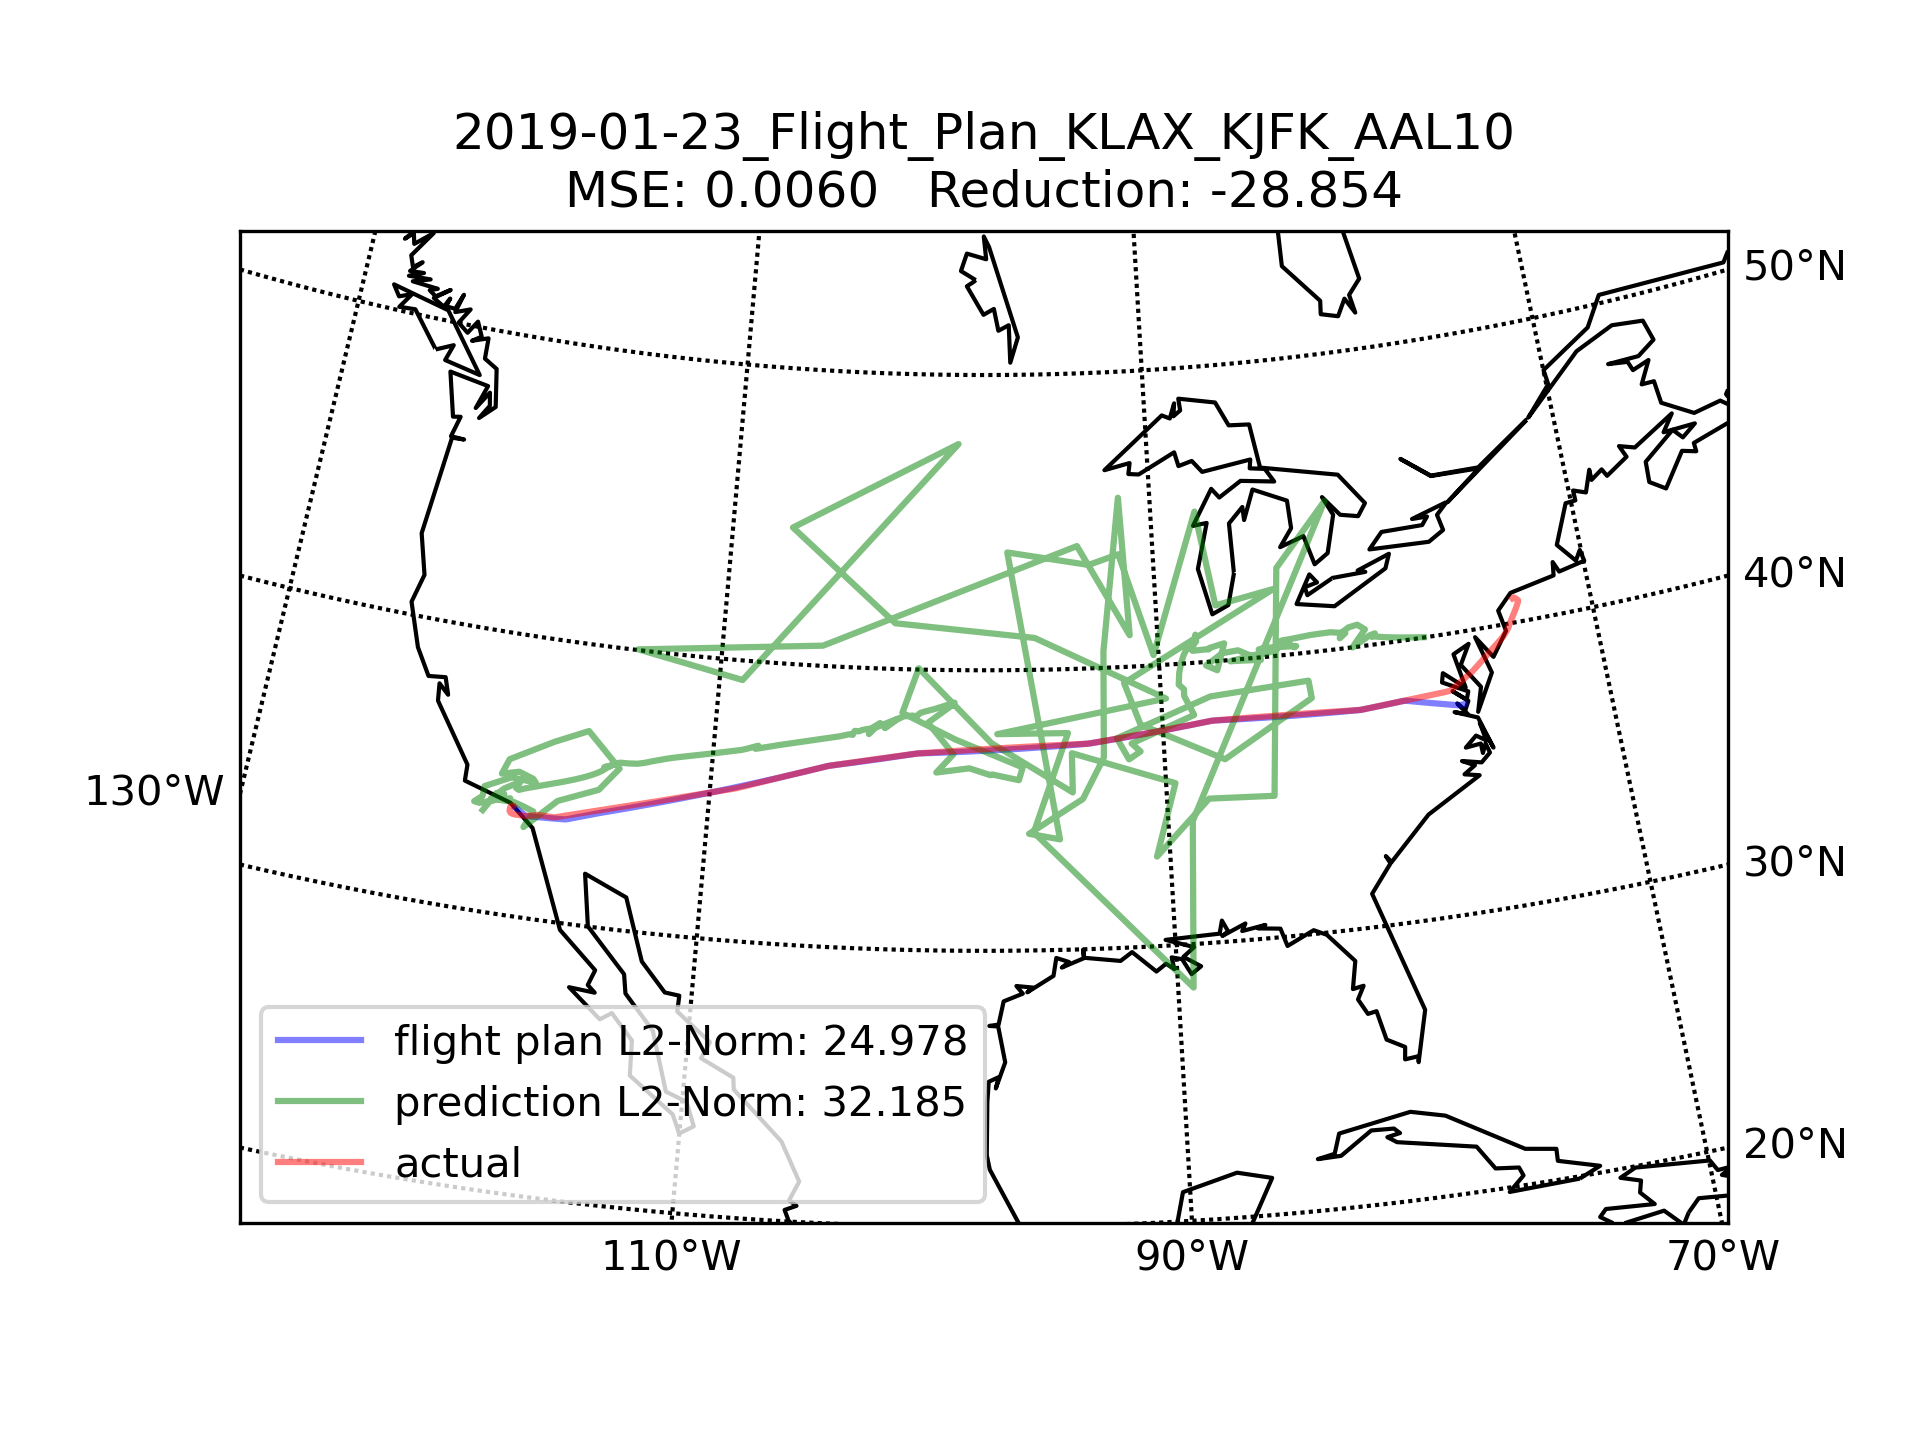 2019-01-23_Flight_Plan_KLAX_KJFK_AAL10
MSE: 0.0060 Reduction: -28.854
50°N
40°N
130°W
30°N
20°N
flight plan L2-Norm: 24.978
prediction L2-Norm: 32.185
actual
110°W
90°W
70°W